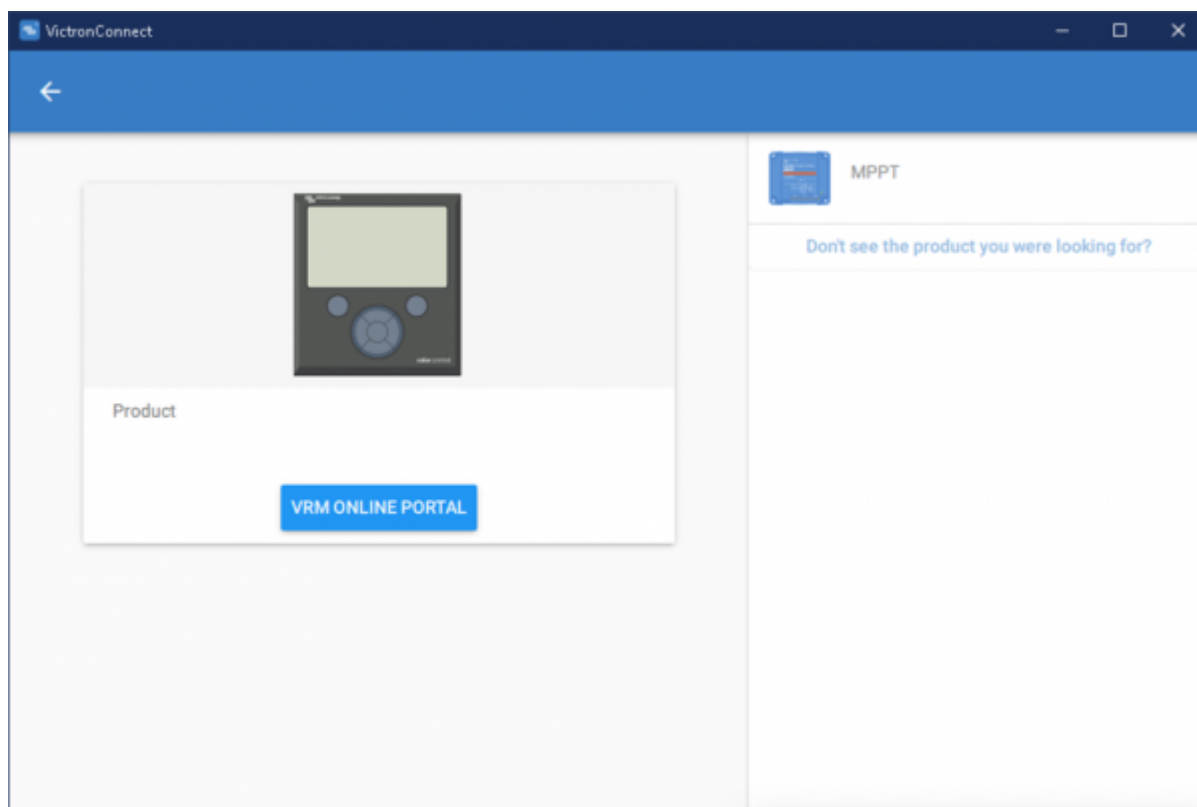 VictronConnect
MPPT
Don't see the product you were looking for?
Product
VRM ONLINE PORTAL